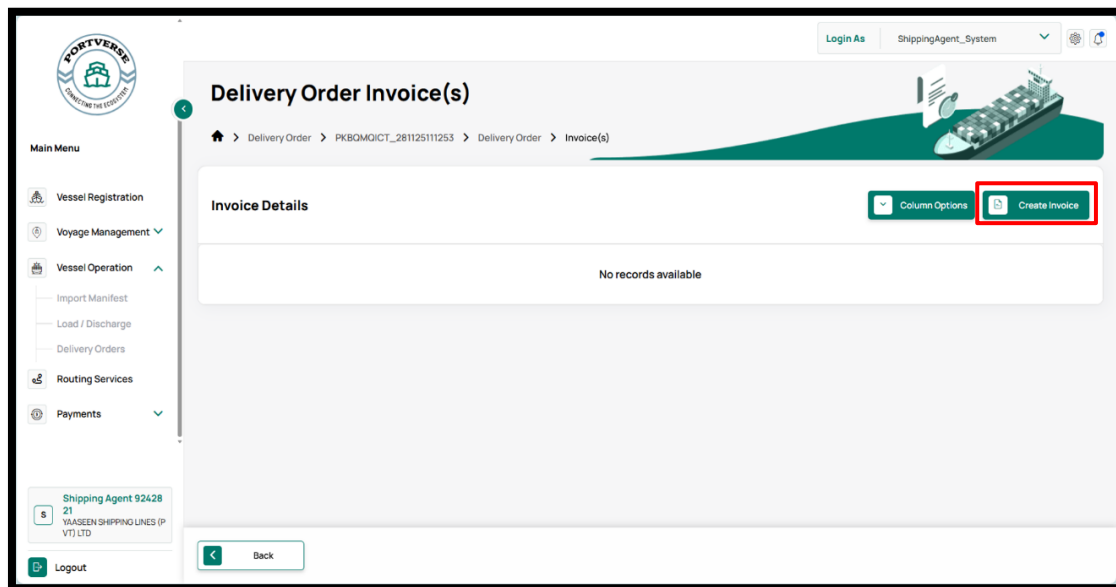 PORTVERSE
CONNECTING THE ECOSYSTEM
Login As ShippingAgent_System
Delivery Order Invoice(s)
> Delivery Order > PKBQMQICT_281125111253 > Delivery Order > Invoice(s)
Main Menu
Vessel Registration
Voyage Management
Vessel Operation
Import Manifest
Load / Discharge
Delivery Orders
Routing Services
Payments
Invoice Details
Column Options
Create Invoice
No records available
S
Shipping Agent 92428
21
YAASEEN SHIPPING LINES (P
VT) LTD
Logout
Back